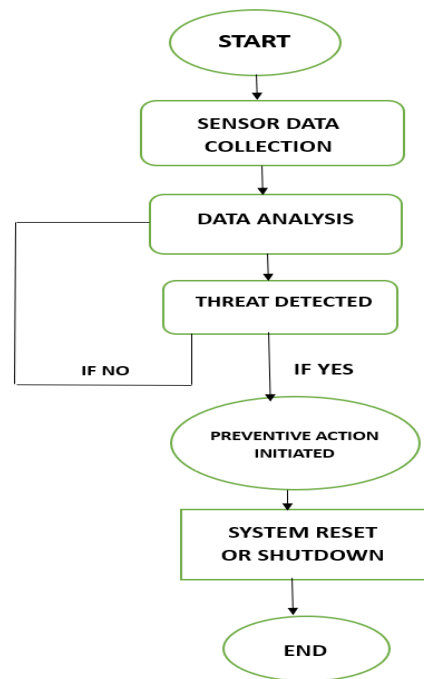 START
SENSOR DATA
COLLECTION
DATA ANALYSIS
THREAT DETECTED
IF NO
IF YES
PREVENTIVE ACTION
INITIATED
SYSTEM RESET
OR SHUTDOWN
END